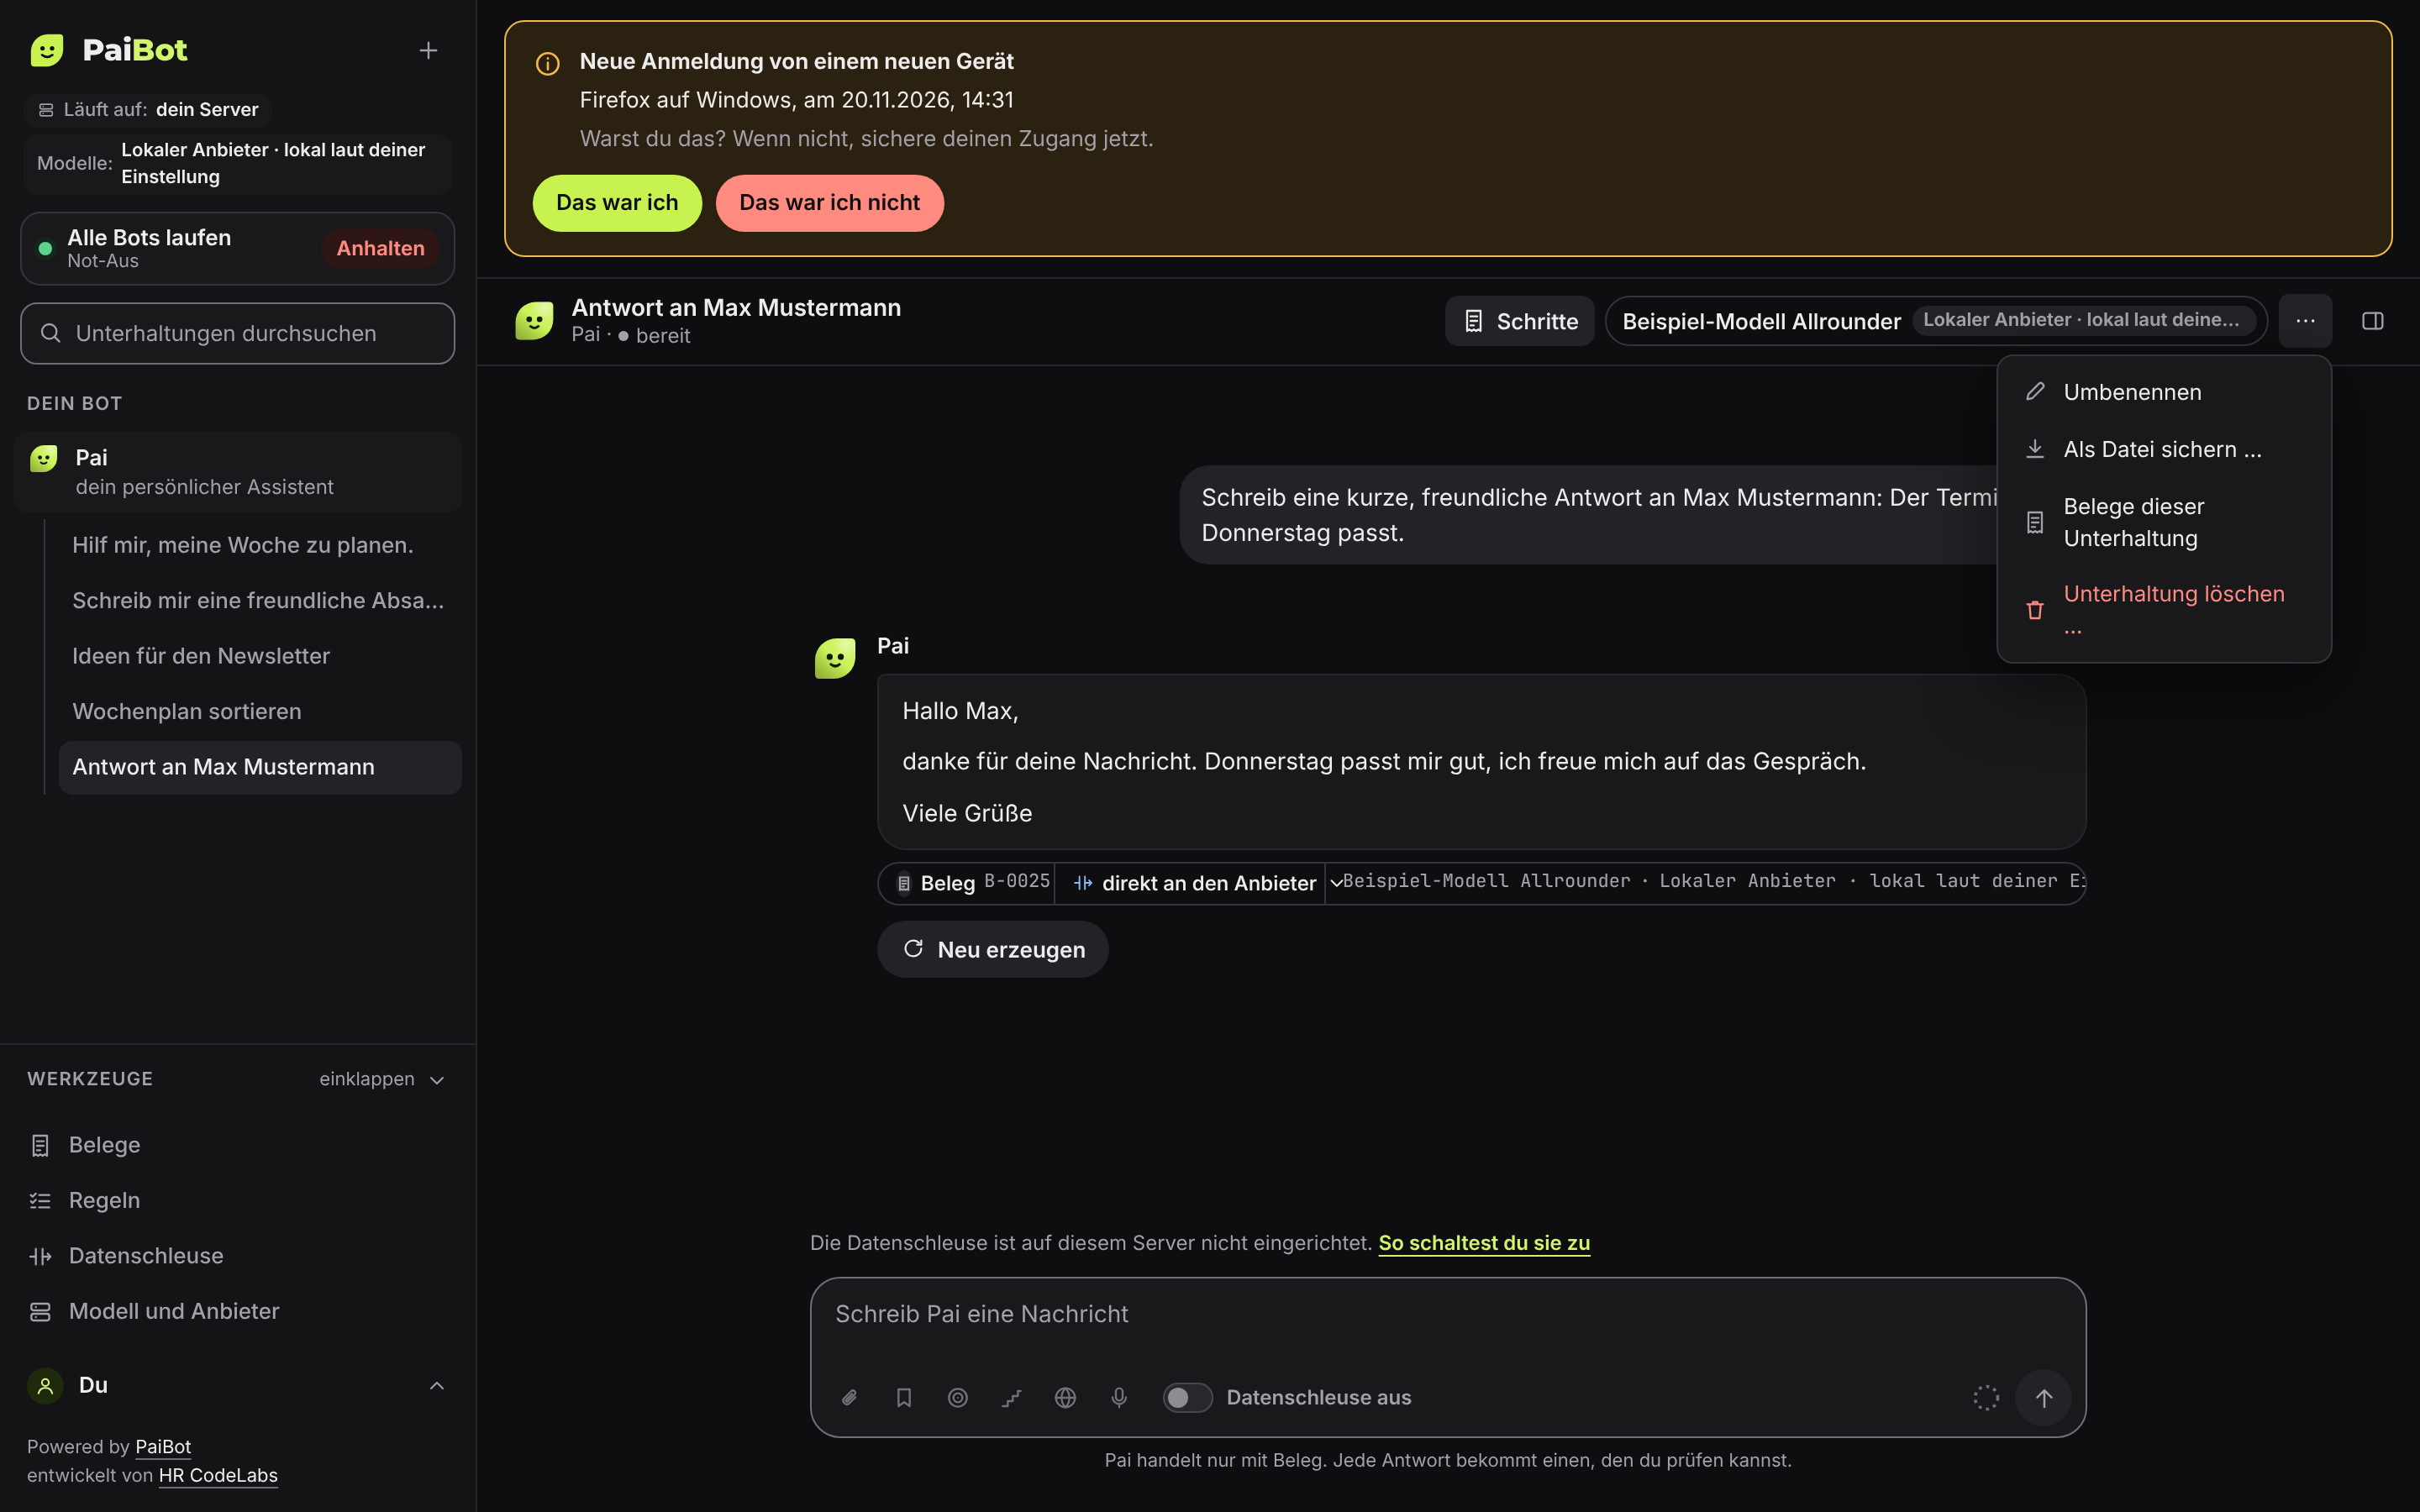 PaiBot
Läuft auf: dein Server
Modelle: Lokaler Anbieter · lokal laut deiner
Einstellung
Alle Bots laufen
Not-Aus
Anhalten
Unterhaltungen durchsuchen
DEIN BOT
Pai
dein persönlicher Assistent
Hilf mir, meine Woche zu planen.
Schreib mir eine freundliche Absa...
Ideen für den Newsletter
Wochenplan sortieren
Antwort an Max Mustermann
WERKZEUGE einklappen
Belege
Regeln
Datenschleuse
Modell und Anbieter
Du
Powered by PaiBot
entwickelt von HR CodeLabs
Neue Anmeldung von einem neuen Gerät
Firefox auf Windows, am 20.11.2026, 14:31
Warst du das? Wenn nicht, sichere deinen Zugang jetzt.
Das war ich Das war ich nicht
Antwort an Max Mustermann
Pai · bereit
Schritte Beispiel-Modell Allrounder Lokaler Anbieter · lokal laut deine...
Umbenennen
Als Datei sichern ...
Belege dieser
Unterhaltung
Unterhaltung löschen
...
Schreib eine kurze, freundliche Antwort an Max Mustermann: Der Termi
Donnerstag passt.
Pai
Hallo Max,
danke für deine Nachricht. Donnerstag passt mir gut, ich freue mich auf das Gespräch.
Viele Grüße
Beleg B-0025 direkt an den Anbieter Beispiel-Modell Allrounder · Lokaler Anbieter · lokal laut deiner
Neu erzeugen
Die Datenschleuse ist auf diesem Server nicht eingerichtet. So schaltest du sie zu
Schreib Pai eine Nachricht
Datenschleuse aus
Pai handelt nur mit Beleg. Jede Antwort bekommt einen, den du prüfen kannst.